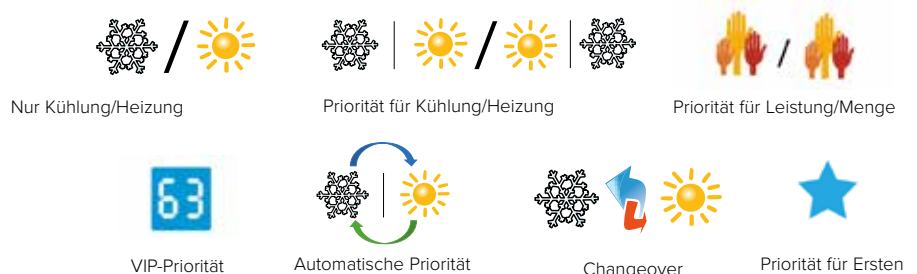 Nur Kühlung/Heizung
Priorität für Kühlung/Heizung
Priorität für Leistung/Menge
63
VIP-Priorität
Automatische Priorität
Changeover
Priorität für Ersten